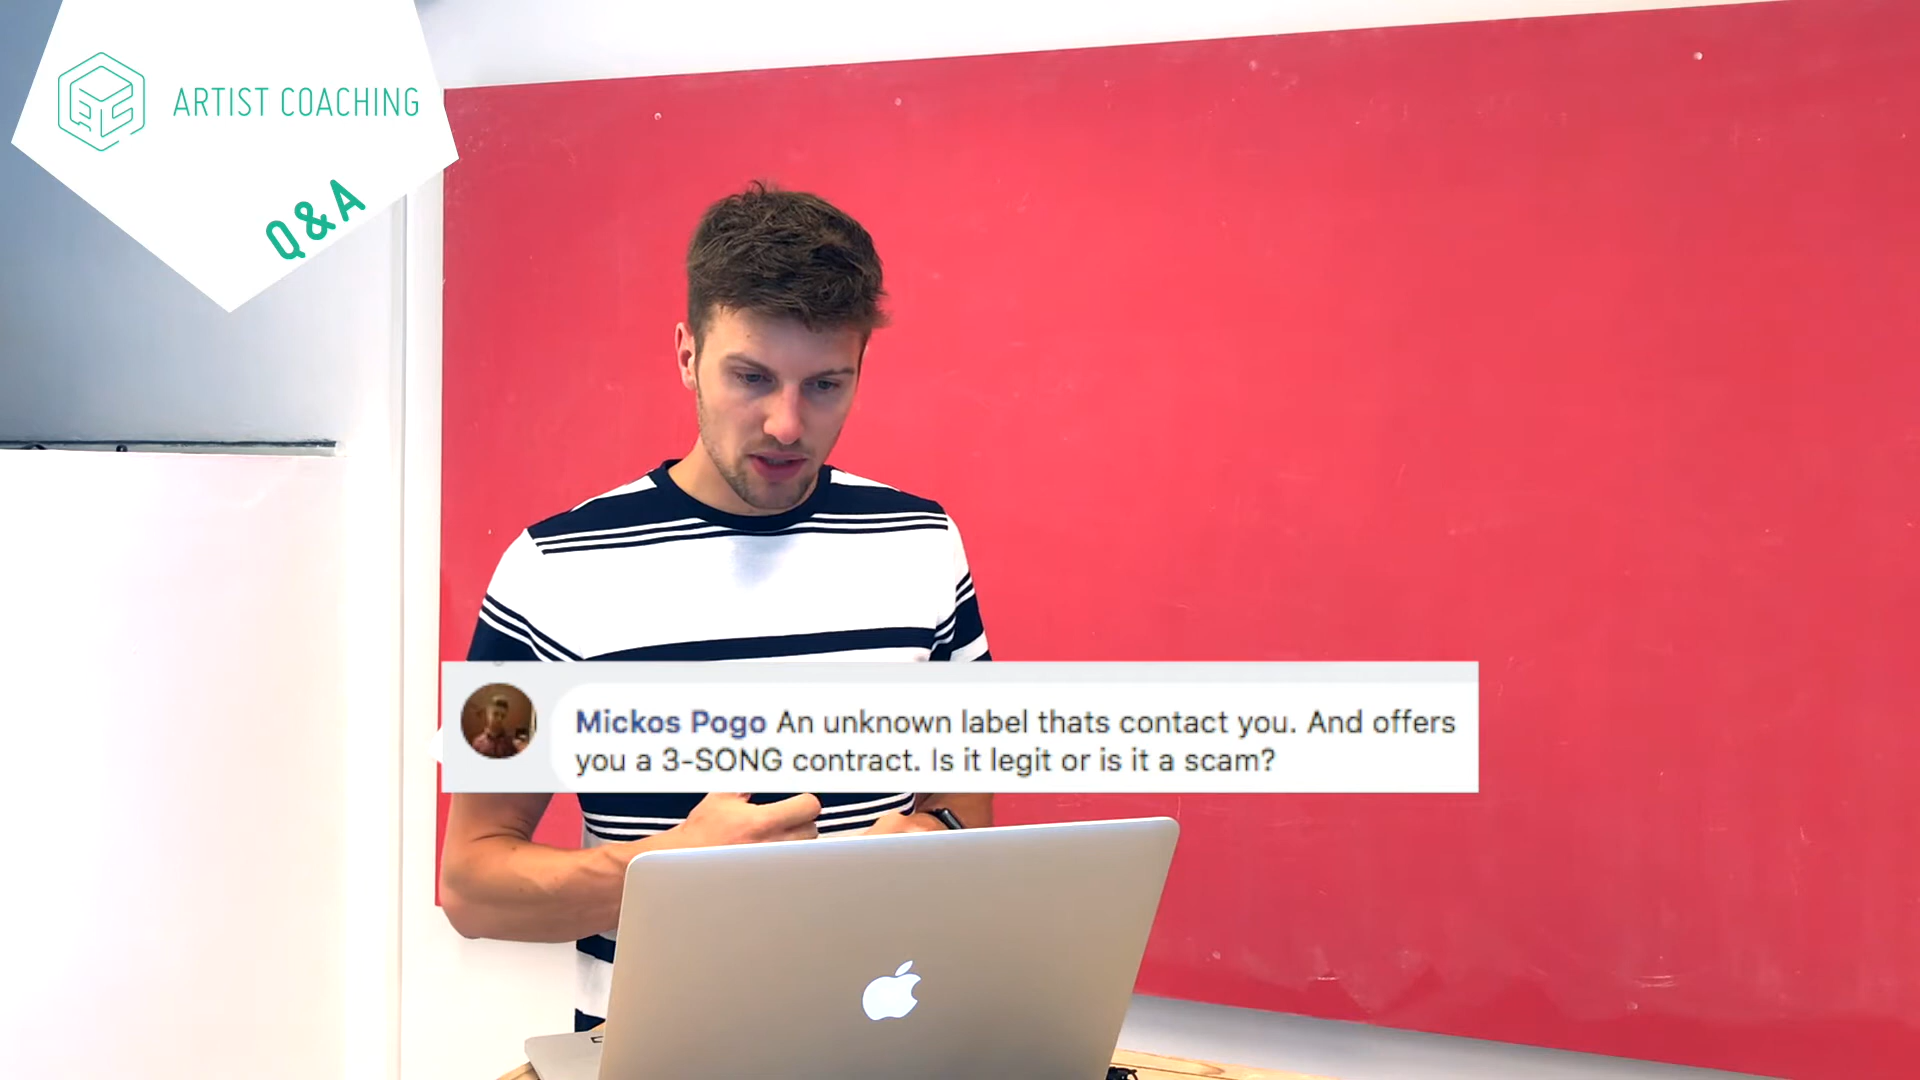 ARTIST COACHING
Q&A
Mickos Pogo An unknown label thats contact you. And offers
you a 3-SONG contract. Is it legit or is it a scam?